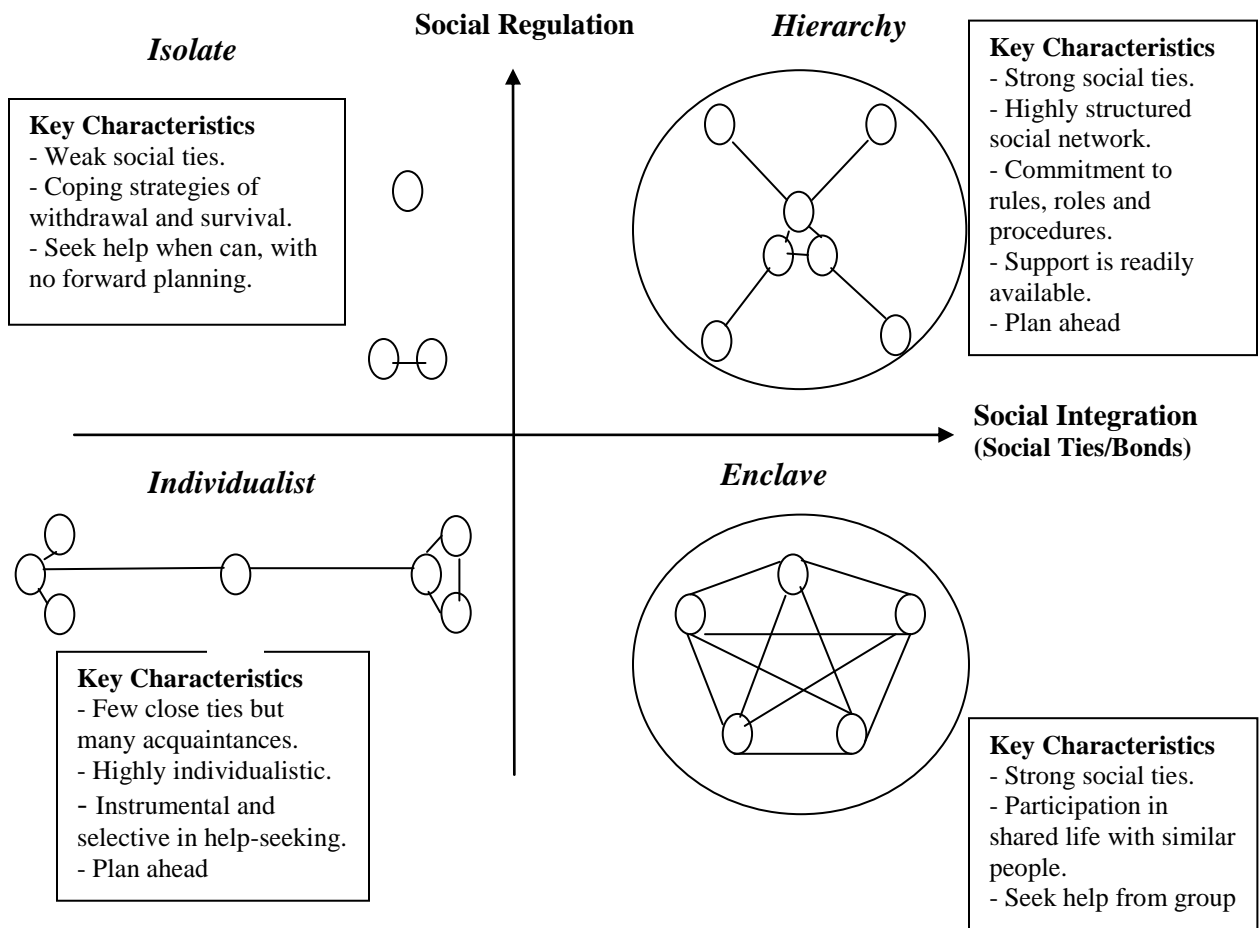 Social Regulation
Isolate
Key Characteristics
- Weak social ties.
- Coping strategies of
withdrawal and survival.
- Seek help when can, with
no forward planning.
Hierarchy
Key Characteristics
- Strong social ties.
- Highly structured
social network.
- Commitment to
rules, roles and
procedures.
- Support is readily
available.
- Plan ahead
Social Integration
(Social Ties/Bonds)
Individualist
Key Characteristics
- Few close ties but
many acquaintances.
- Highly individualistic.
- Instrumental and
selective in help-seeking.
- Plan ahead
Enclave
Key Characteristics
- Strong social ties.
- Participation in
shared life with similar
people.
- Seek help from group